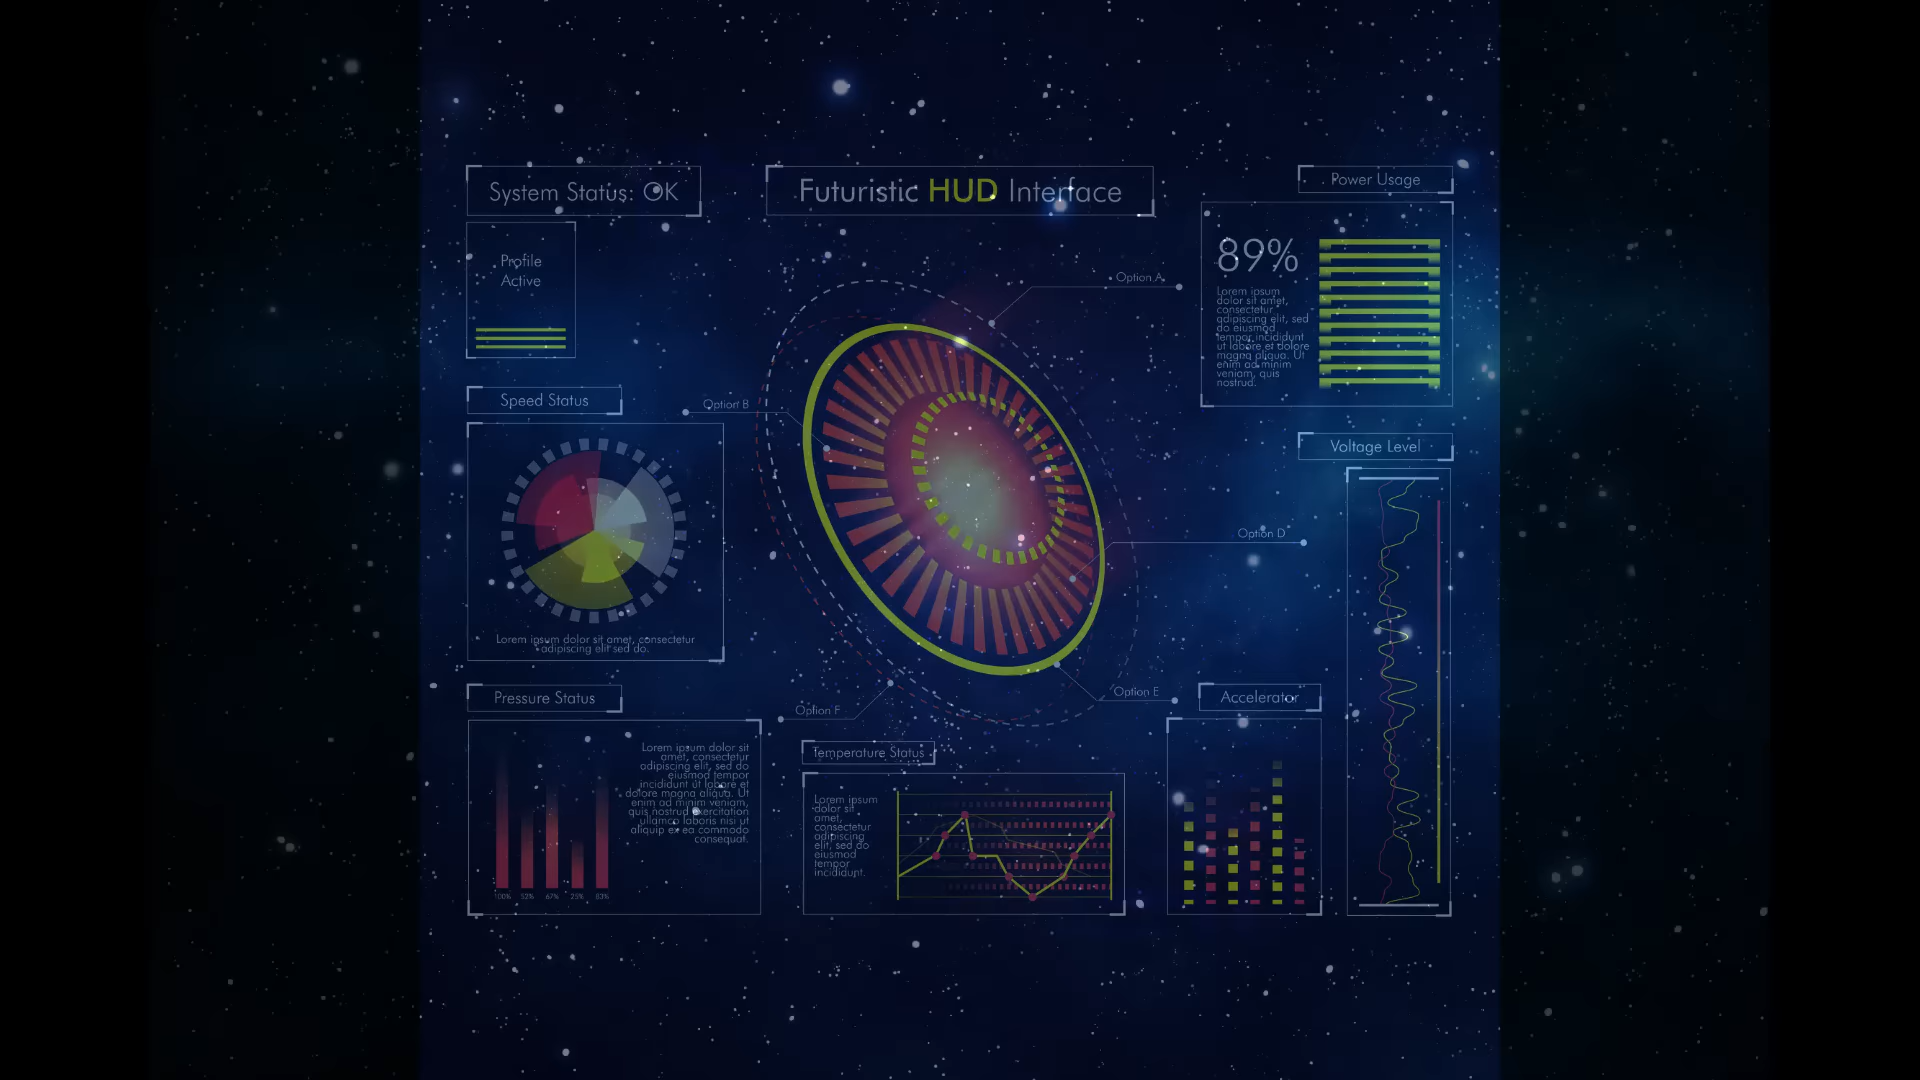 System Status: OK
Futuristic HUD Interface
Power Usage
Profile
Active
89%
Lorem ipsum
dolor sit amet,
consectetur
adipiscing elit, sed
do eiusmod
tempor incididunt
ut labore et dolore
magna aliqua. Ut
enim ad minim
veniam, quis
nostrud.
Option A
Speed Status
Option B
Voltage Level
Option D
Lorem ipsum dolor sit amet, consectetur
adipiscing elit sed do.
Pressure Status
Option E
Accelerator
Option F
Lorem ipsum dolor sit
amet, consectetur
adipiscing elit, sed do
eiusmod tempor
incididunt ut labore et
dolore magna aliqua. Ut
enim ad minim veniam,
quis nostrud exercitation
ullamco laboris nisi ut
aliquip ex ea commodo
consequat.
100% 52% 67% 25% 83%
Temperature Status
Lorem ipsum
dolor sit
amet,
consectetur
adipiscing
elit, sed do
eiusmod
tempor
incididunt.